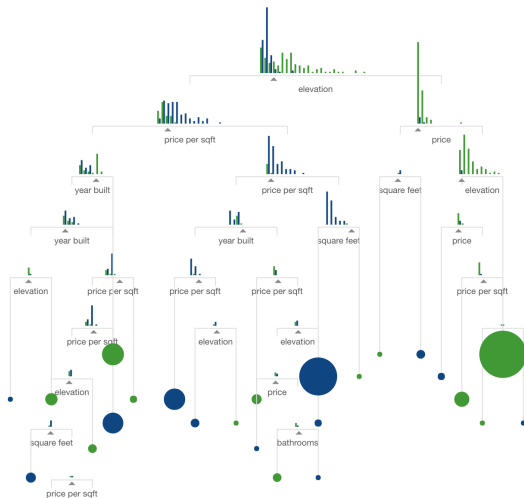 elevation
price per sqft
price
year built
price per sqft
square feet
elevation
year built
year built
square feet
price
elevation
price per sqft
price per sqft
price per sqft
price per sqft
price per sqft
elevation
elevation
elevation
price
square feet
bathrooms
price per sqft